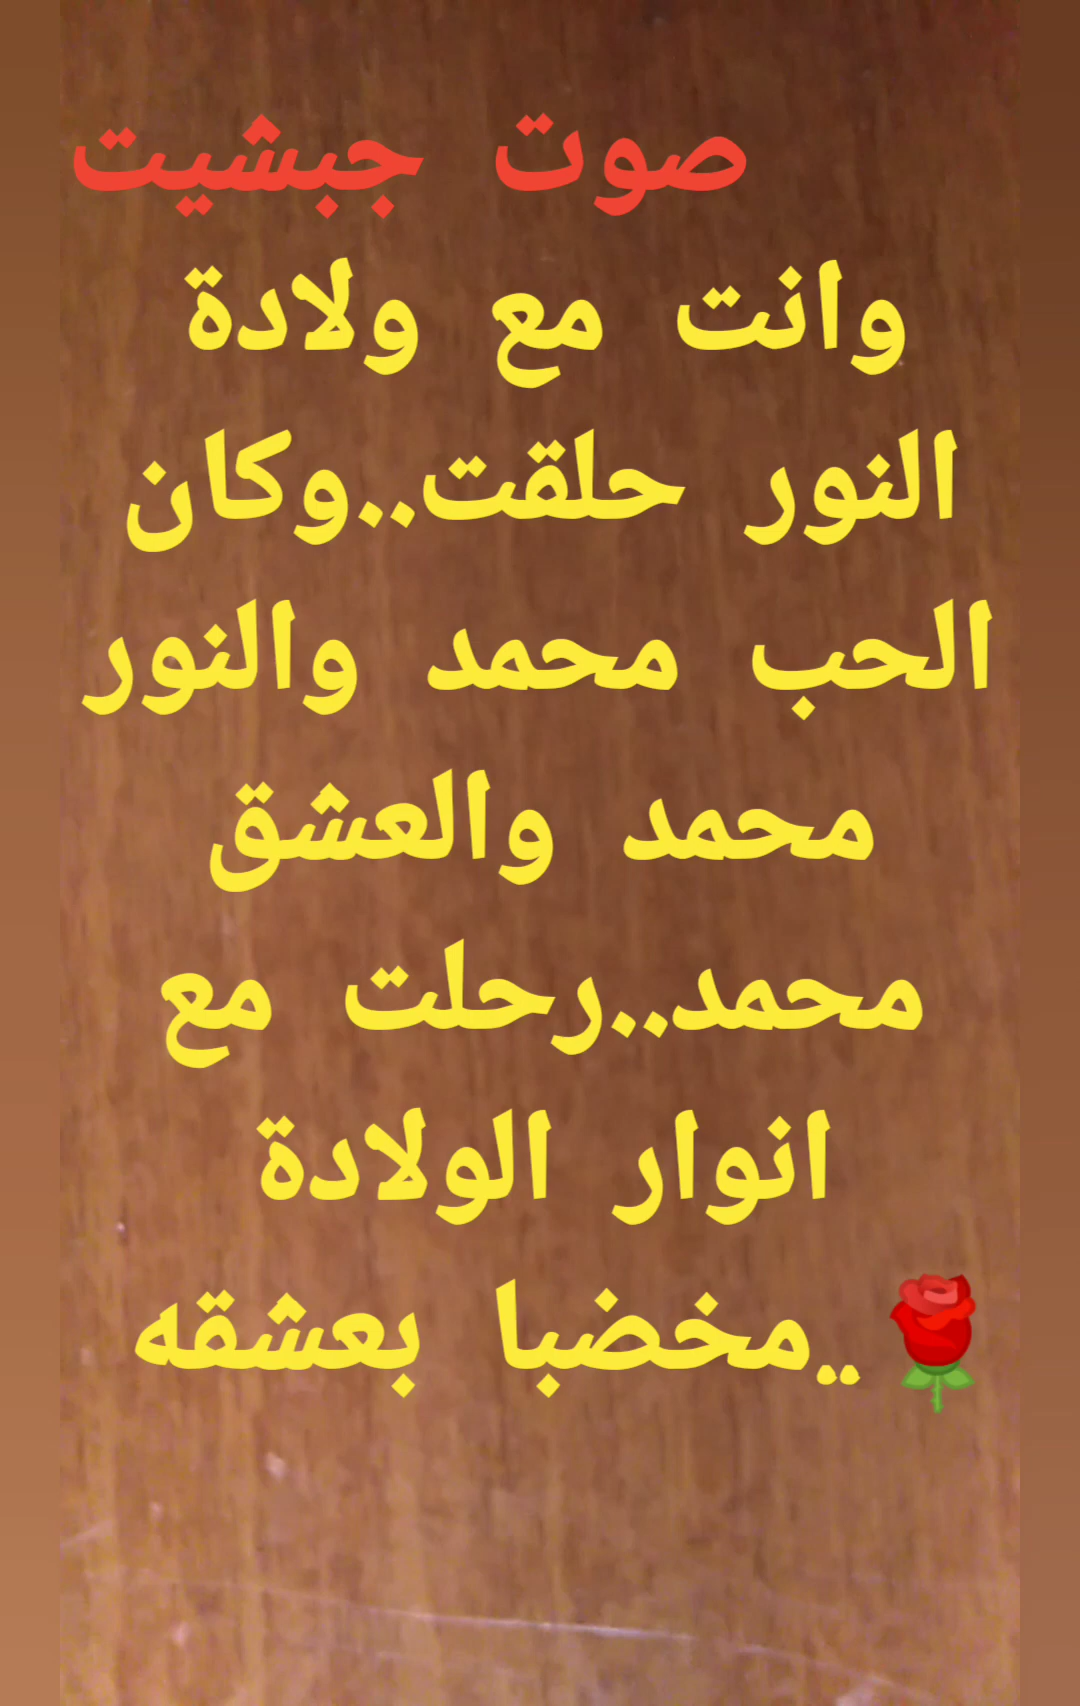 صوت جبشيت
وانت مع ولادة
النور حلقت..وكان
الحب محمد والنور
محمد والعشق
محمد..رحلت مع
انوار الولادة
🌹..مخضبا بعشقه